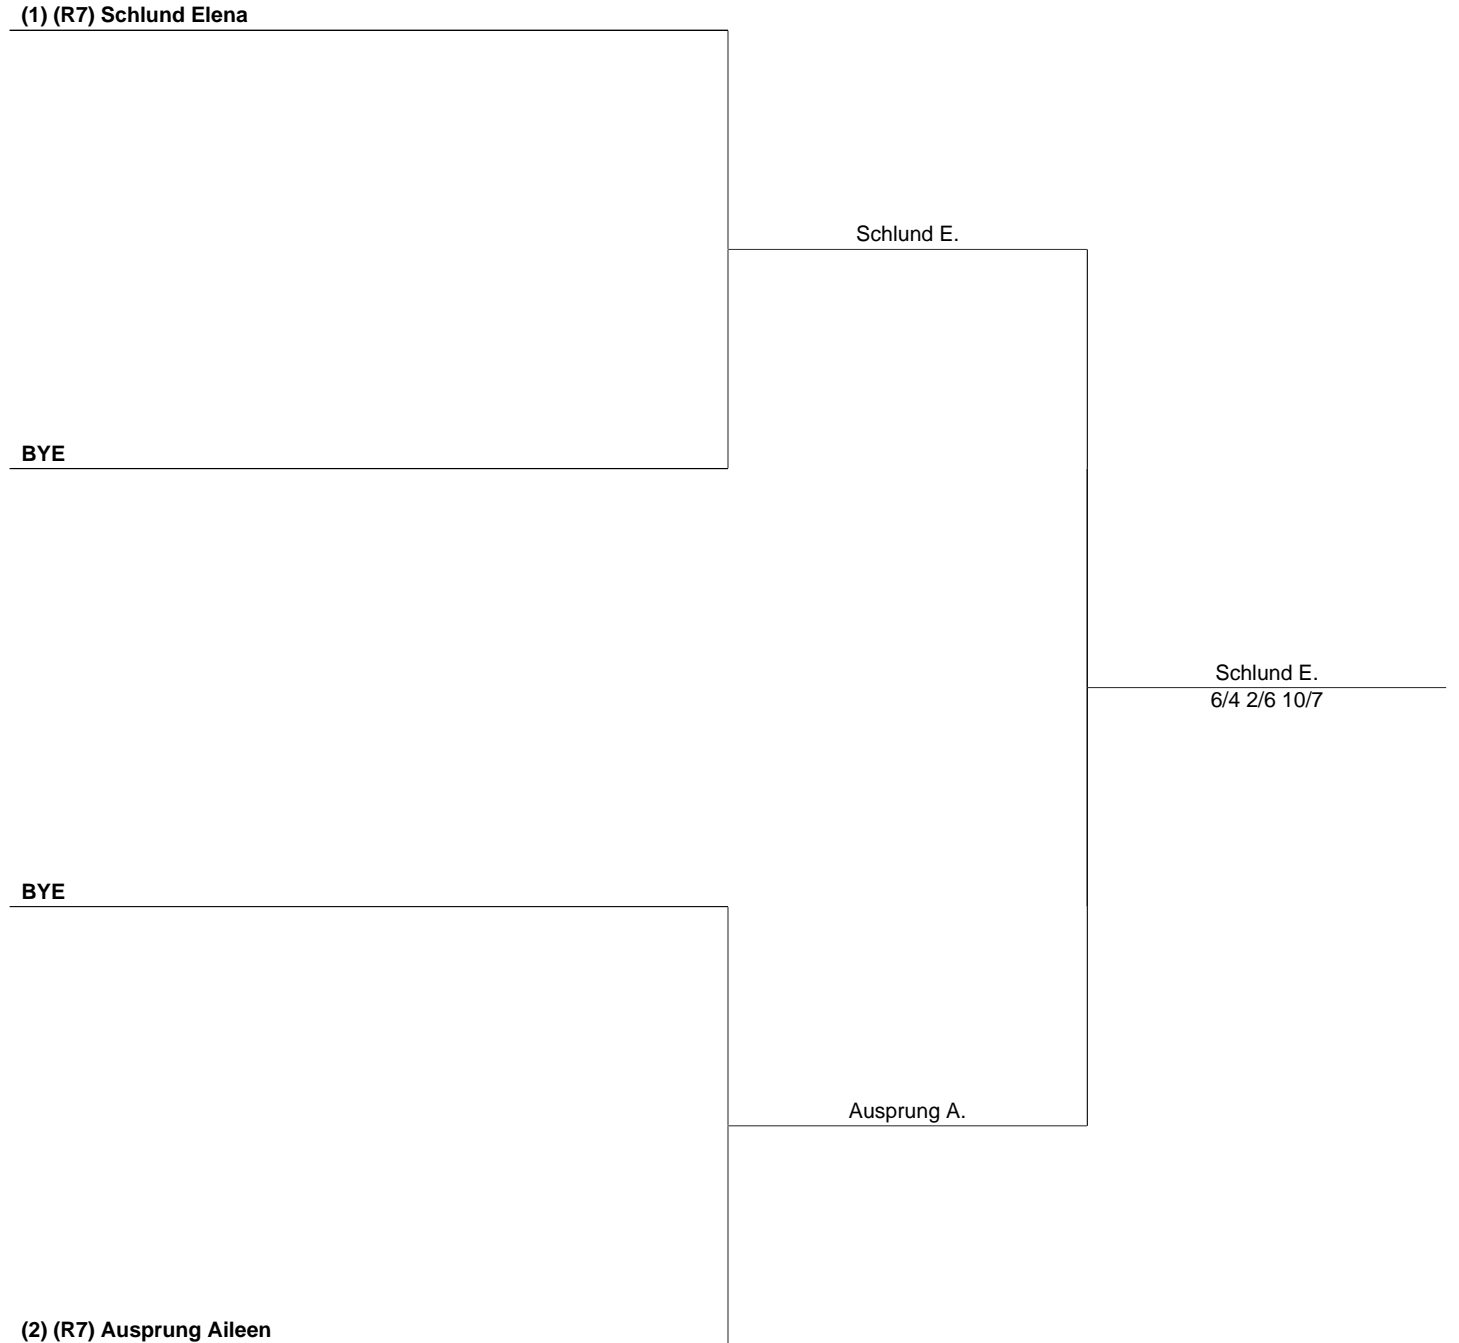 (1) (R7) Schlund Elena
Schlund E.
BYE
Schlund E.
6/4 2/6 10/7
BYE
Ausprung A.
(2) (R7) Ausprung Aileen